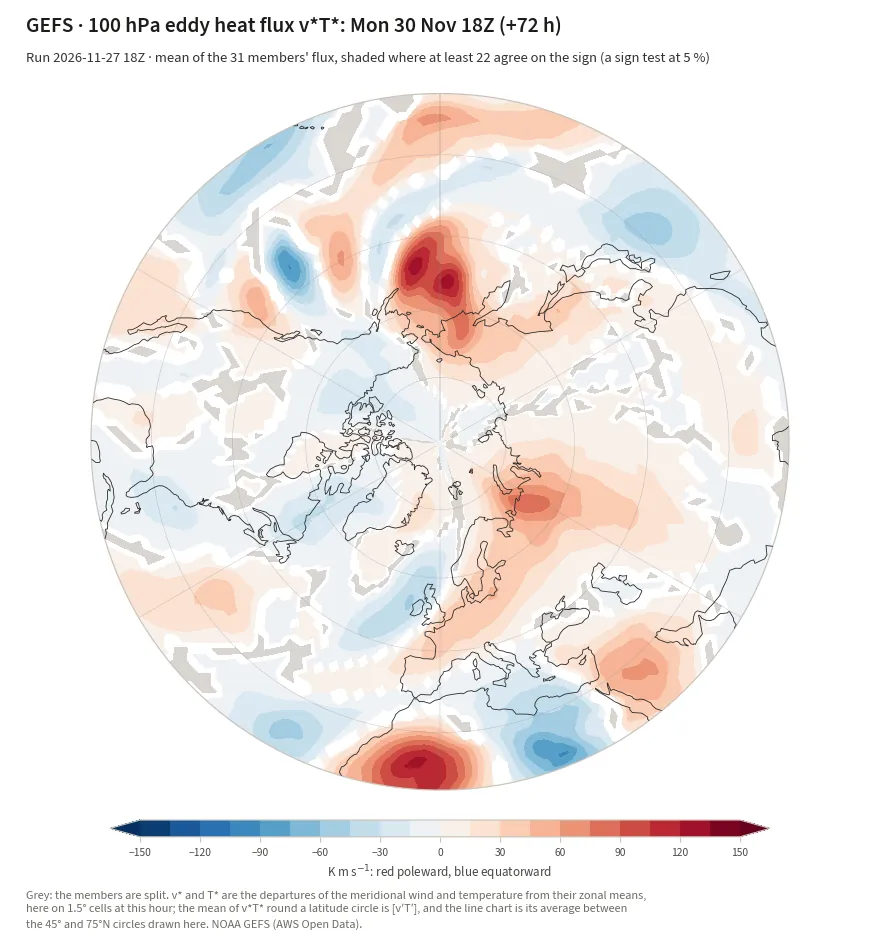 GEFS · 100 hPa eddy heat flux v*T*: Mon 30 Nov 18Z (+72 h)
Run 2026-11-27 18Z · mean of the 31 members' flux, shaded where at least 22 agree on the sign (a sign test at 5 %)
−150 −120 −90 −60 −30 0 30 60 90 120 150
K m s⁻¹: red poleward, blue equatorward
Grey: the members are split. v* and T* are the departures of the meridional wind and temperature from their zonal means,
here on 1.5° cells at this hour; the mean of v*T* round a latitude circle is [v′T′], and the line chart is its average between
the 45° and 75°N circles drawn here. NOAA GEFS (AWS Open Data).